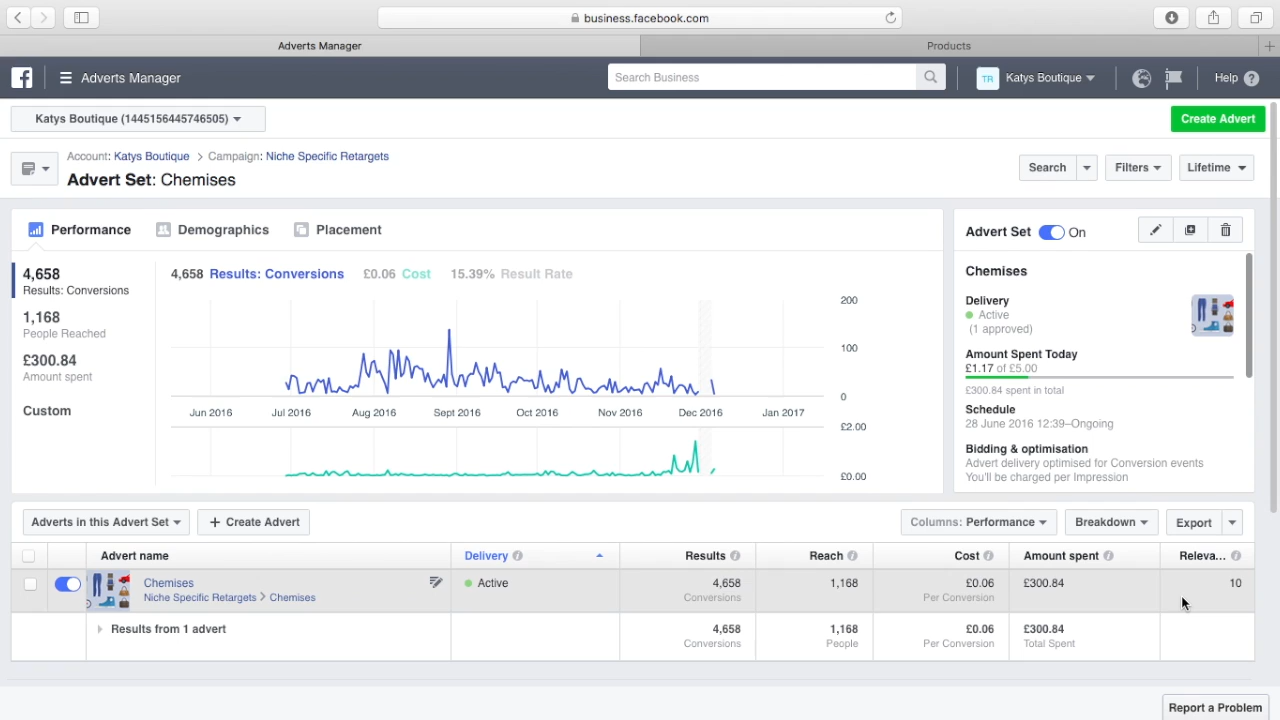 business.facebook.com
Adverts Manager
Products
Adverts Manager
Search Business
TR
Katys Boutique
Help
Katys Boutique (1445156445746505)
Create Advert
Account: Katys Boutique > Campaign: Niche Specific Retargets
Advert Set: Chemises
Search
Filters
Lifetime
Performance
Demographics
Placement
4,658
Results: Conversions
1,168
People Reached
£300.84
Amount spent
Custom
4,658 Results: Conversions £0.06 Cost 15.39% Result Rate
200
100
0
Jun 2016 Jul 2016 Aug 2016 Sept 2016 Oct 2016 Nov 2016 Dec 2016 Jan 2017
£2.00
£0.00
Advert Set On
Chemises
Delivery
Active
(1 approved)
Amount Spent Today
£1.17 of £5.00
£300.84 spent in total
Schedule
28 June 2016 12:39–Ongoing
Bidding & optimisation
Advert delivery optimised for Conversion events
You'll be charged per Impression
Adverts in this Advert Set
+ Create Advert
Columns: Performance
Breakdown
Export
Advert name Delivery Results Reach Cost Amount spent Releva...
Chemises Active 4,658 1,168 £0.06 £300.84 10
Niche Specific Retargets > Chemises Conversions Per Conversion
Results from 1 advert 4,658 1,168 £0.06 £300.84
Conversions People Per Conversion Total Spent
Report a Problem